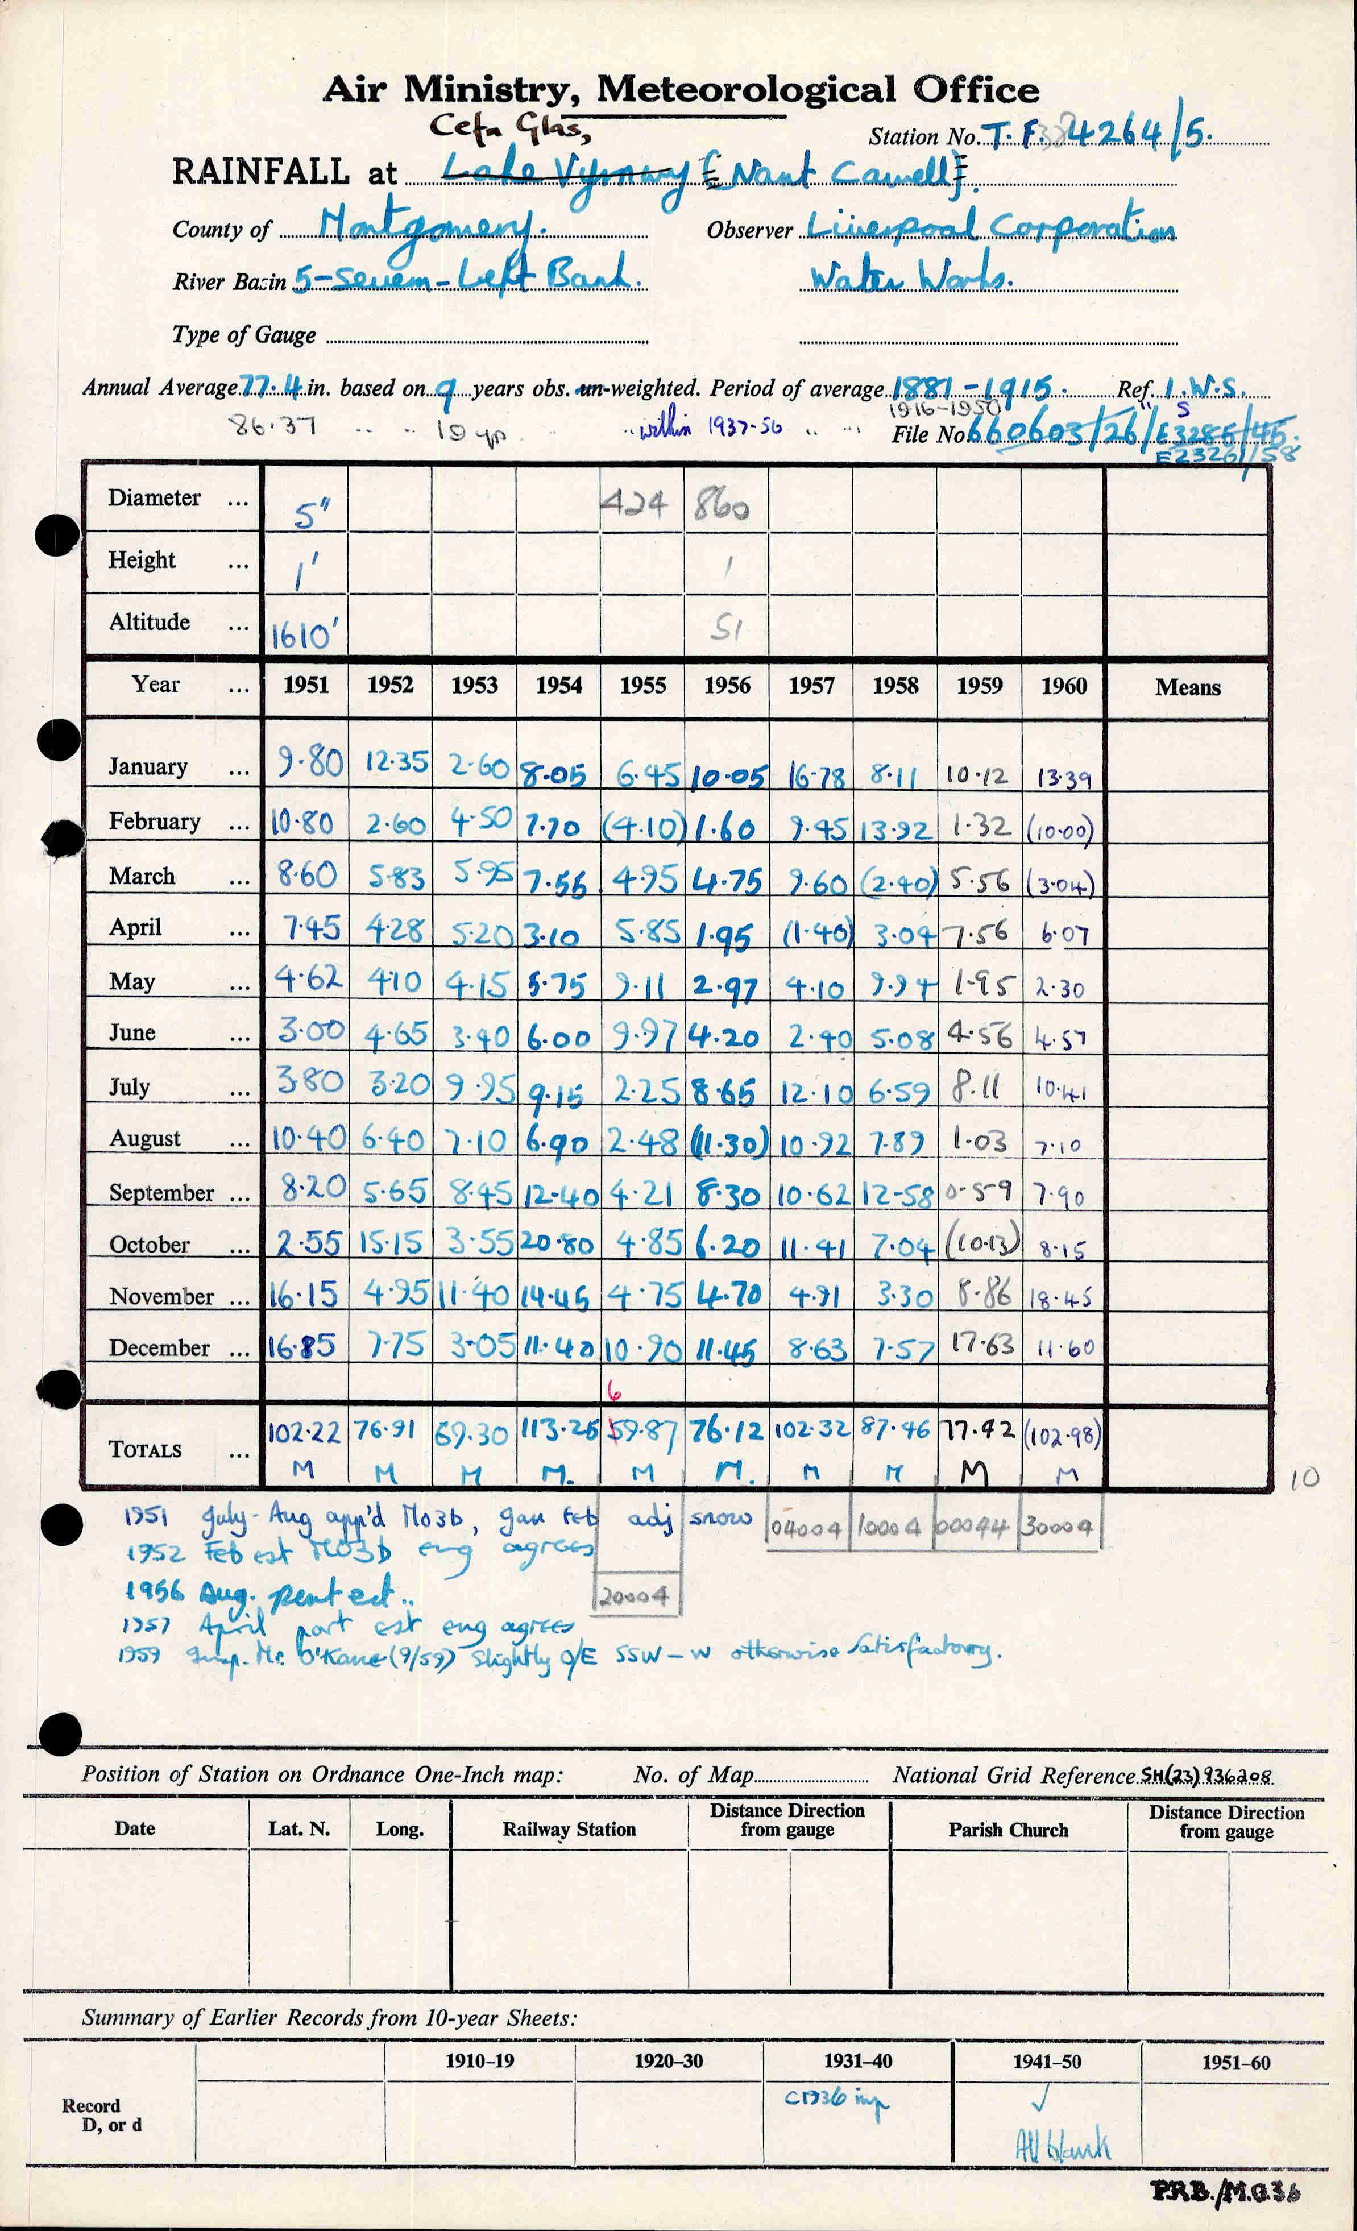 Air Ministry, Meteorological Office
Cefn Glas,
Station No. T.F. 4264/5.
RAINFALL at Lake Vyrnwy [Nant Cawell].
County of Montgomery. Observer Liverpool Corporation
River Basin 5-Severn-Left Bank. Water Works.
Type of Gauge
Annual Average 77.4 in. based on 9 years obs. un-weighted. Period of average 1881-1915. Ref. I.W.S.
1916-1950 " S
86.37 .. .. 19 yrs .. within 1937-56 .. .. File No 660603/26/E3285/45.
E23261/58
Diameter ... 5" 424 860
Height ... 1' 1
Altitude ... 1610' 51
Year ... 1951 1952 1953 1954 1955 1956 1957 1958 1959 1960 Means
January ... 9.80 12.35 2.60 8.05 6.45 10.05 16.78 8.11 10.12 13.39
February ... 10.80 2.60 4.50 7.70 (4.10) 1.60 9.45 13.92 1.32 (10.00)
March ... 8.60 5.83 5.95 7.55 4.95 4.75 9.60 (2.40) 5.56 (3.04)
April ... 7.45 4.28 5.20 3.10 5.85 1.95 (1.40) 3.04 7.56 6.07
May ... 4.62 4.10 4.15 5.75 9.11 2.97 4.10 9.94 1.95 2.30
June ... 3.00 4.65 3.40 6.00 9.97 4.20 2.40 5.08 4.56 4.57
July ... 3.80 3.20 9.95 9.15 2.25 8.65 12.10 6.59 8.11 10.41
August ... 10.40 6.40 7.10 6.90 2.48 (11.30) 10.92 7.89 1.03 7.10
September ... 8.20 5.65 8.45 12.40 4.21 8.30 10.62 12.58 0.59 7.90
October ... 2.55 15.15 3.55 20.80 4.85 6.20 11.41 7.04 (10.13) 8.15
November ... 16.15 4.95 11.40 14.45 4.75 4.70 4.91 3.30 8.86 18.45
December ... 16.85 7.75 3.05 11.40 10.90 11.45 8.63 7.57 17.63 11.60
6
TOTALS ... 102.22 76.91 69.30 113.25 59.87 76.12 102.32 87.46 77.42 (102.98)
M M M M. M M. M M M M 10
1951 July-Aug app'd Mo3b, Jan Feb adj snow 04004 10004 00044 30004
1952 Feb est MO3b eng agrees
1956 Aug. part est.. 20004
1957 April part est eng agrees
1959 Insp. Mr. O'Kane (9/59) Slightly o/E SSW-W otherwise satisfactory.
Position of Station on Ordnance One-Inch map: No. of Map National Grid Reference SH(23)936208
Date Lat. N. Long. Railway Station Distance Direction from gauge Parish Church Distance Direction from gauge
Summary of Earlier Records from 10-year Sheets:
1910-19 1920-30 1931-40 1941-50 1951-60
Record C1936 inp ✓
D, or d All blank
P.R.B./M.O.3b